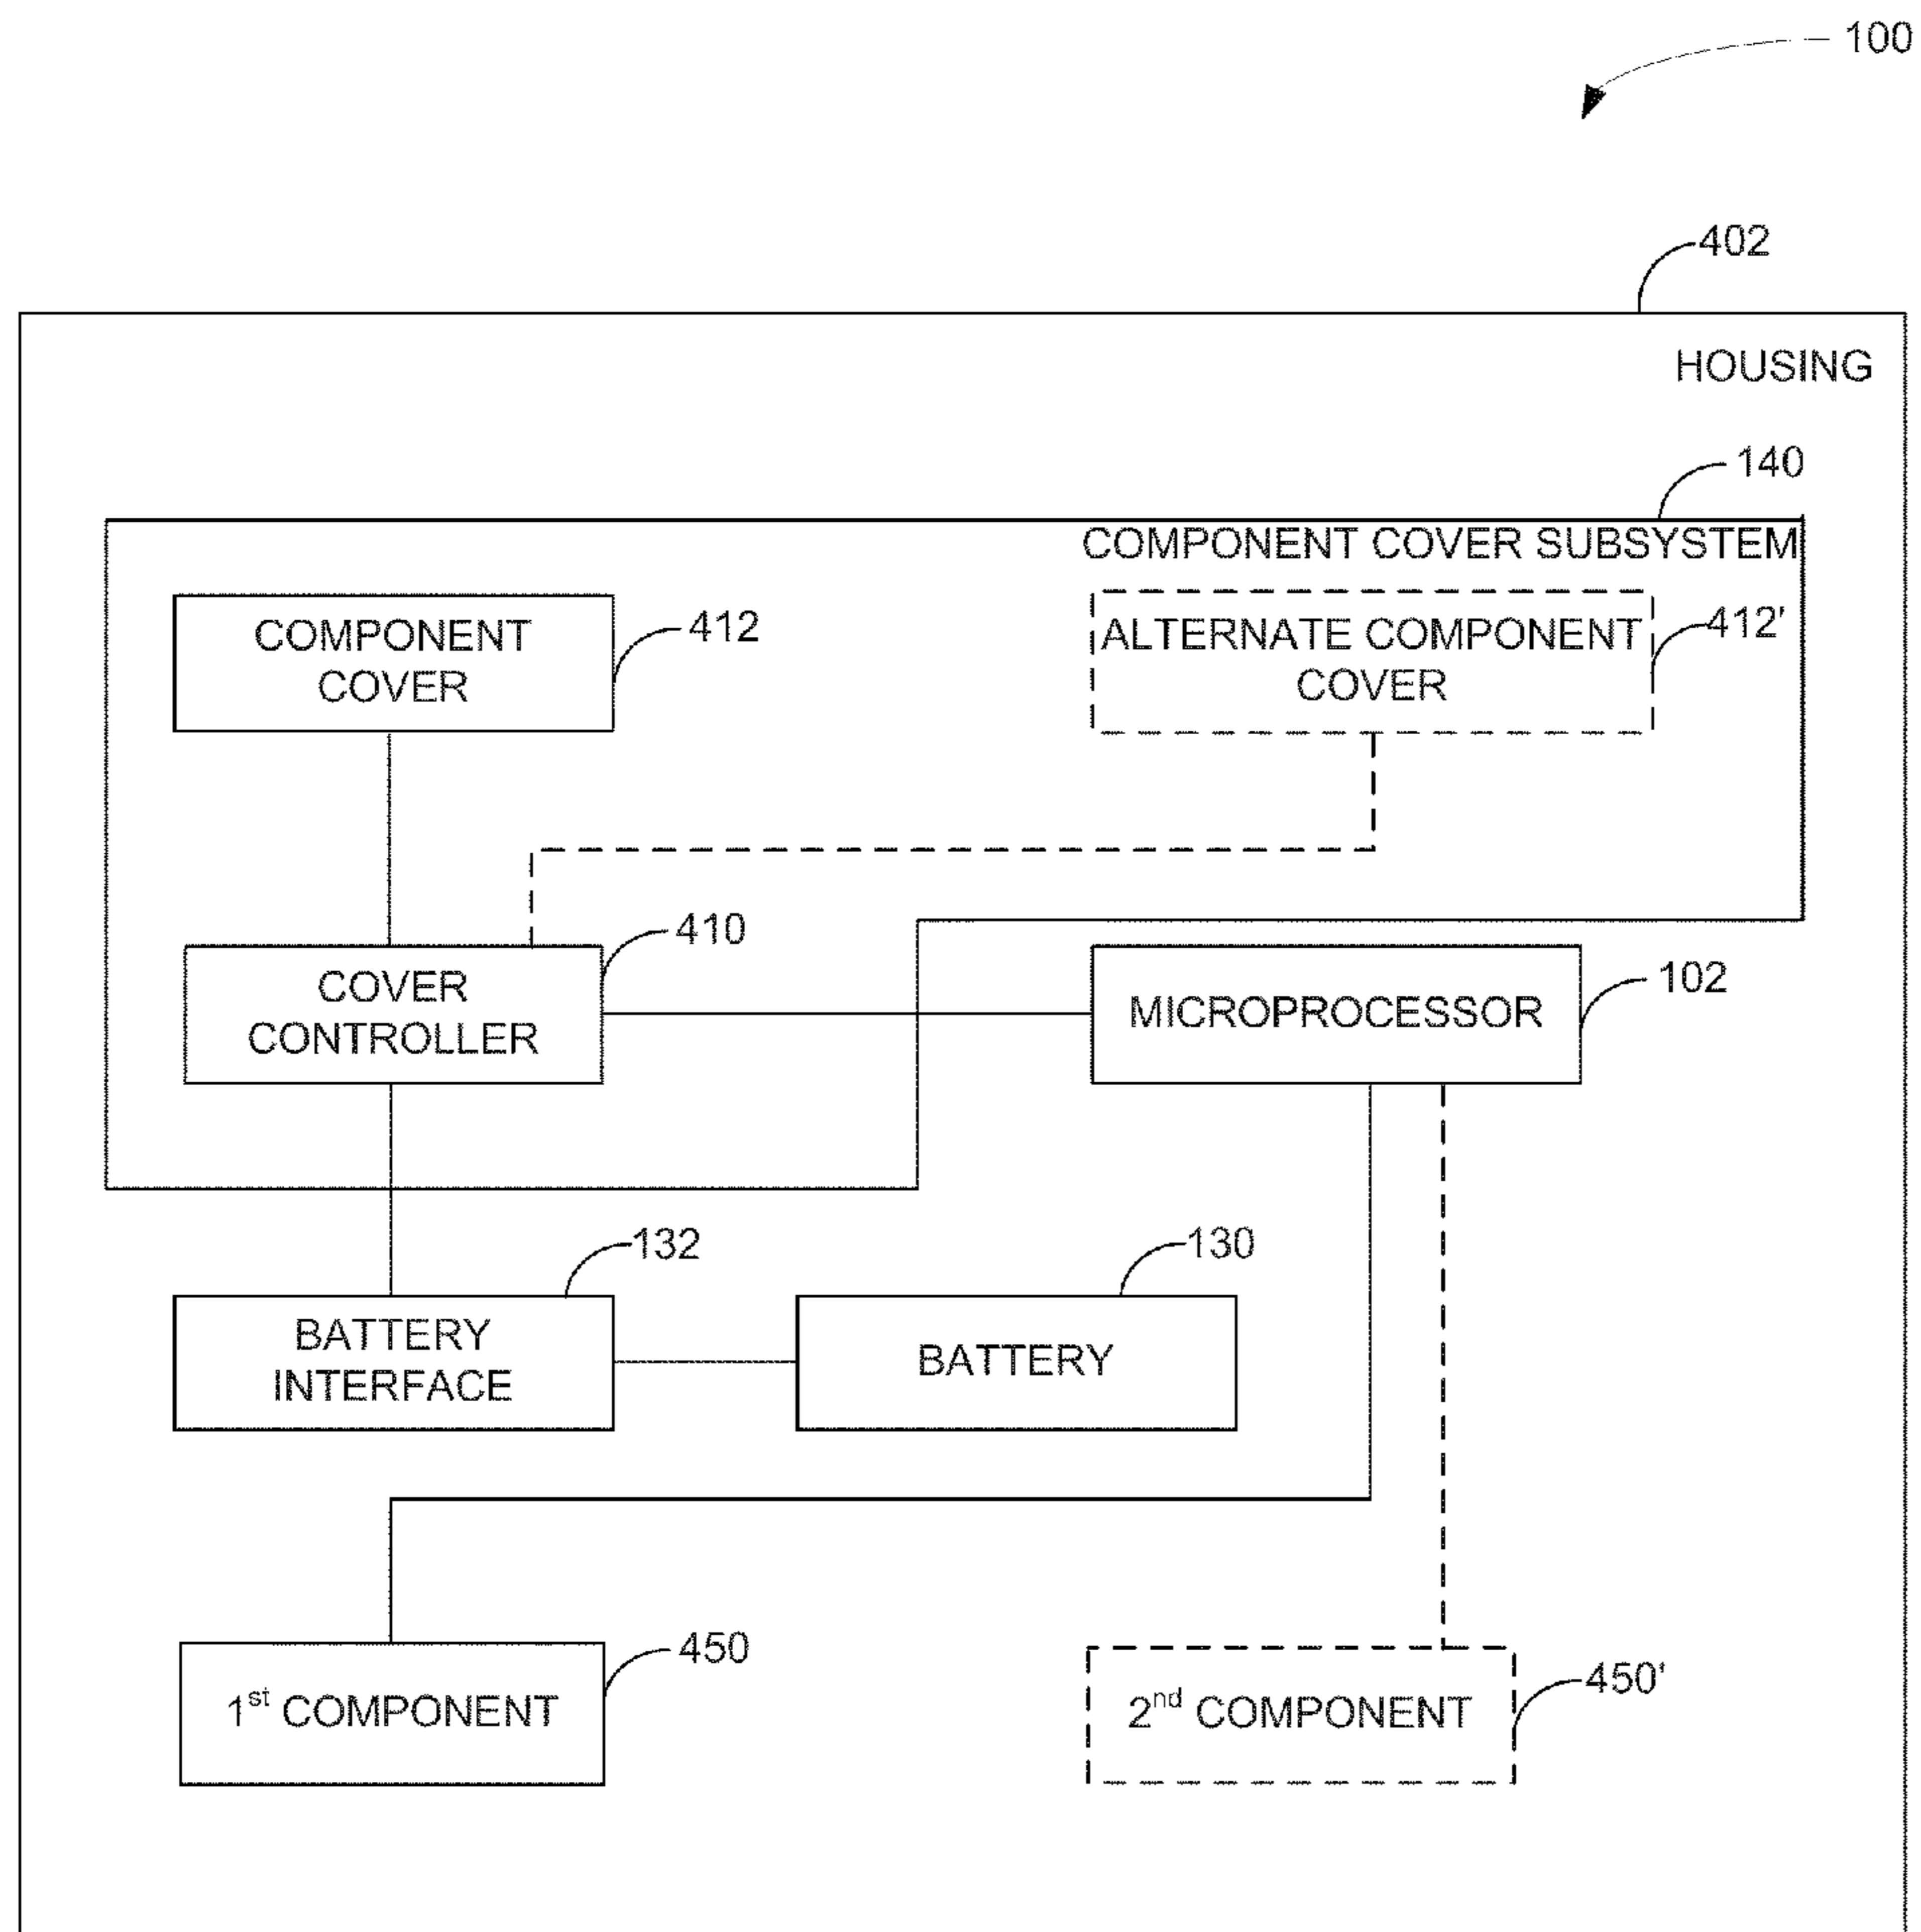 100
402
HOUSING
140
COMPONENT COVER SUBSYSTEM
COMPONENT
COVER
412
ALTERNATE COMPONENT
COVER
412'
410
COVER
CONTROLLER
MICROPROCESSOR
102
132
130
BATTERY
INTERFACE
BATTERY
450
1st COMPONENT
2nd COMPONENT
450'